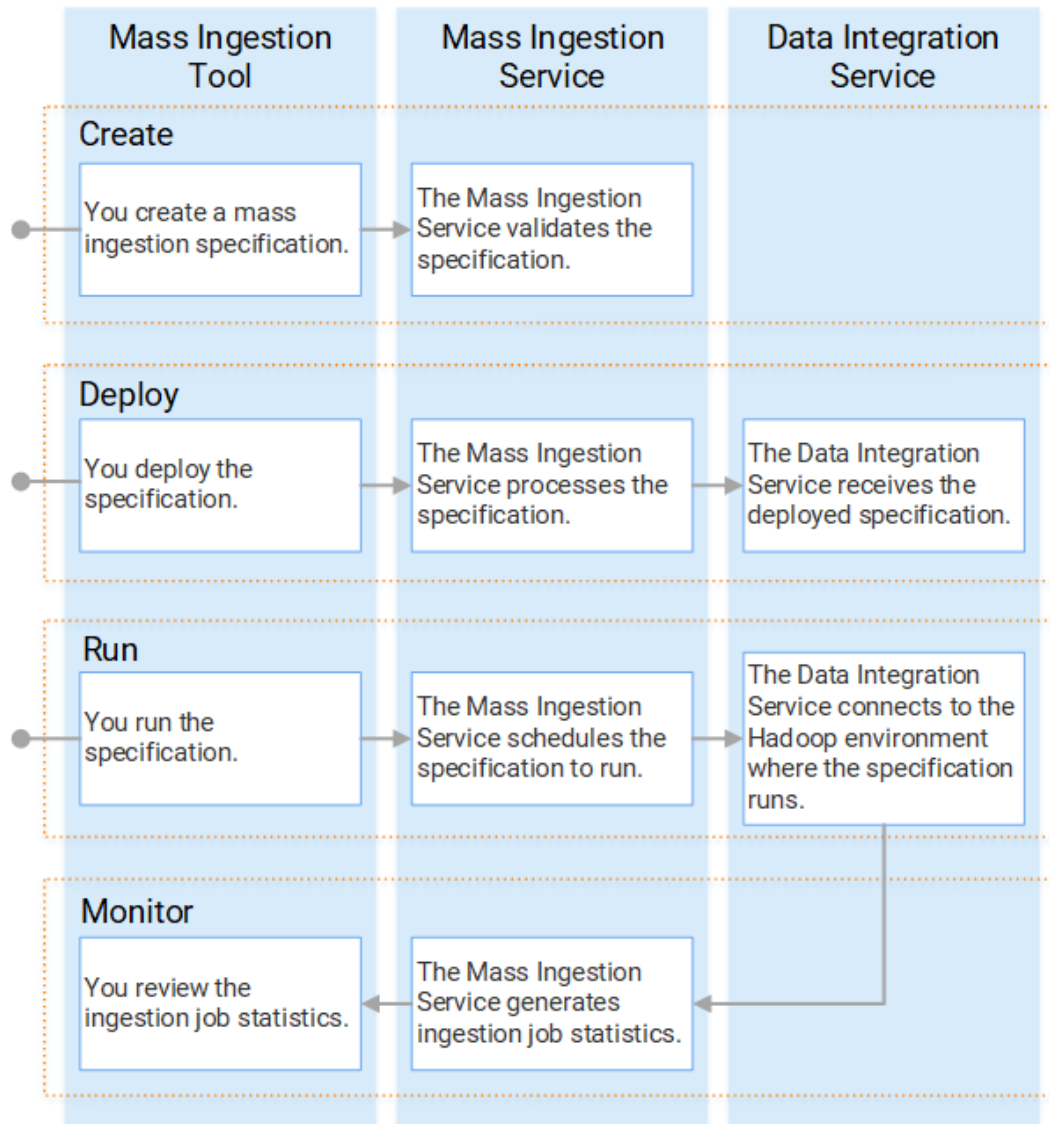 Mass Ingestion
Tool
Mass Ingestion
Service
Data Integration
Service
Create
You create a mass
ingestion specification.
The Mass Ingestion
Service validates the
specification.
Deploy
You deploy the
specification.
The Mass Ingestion
Service processes the
specification.
The Data Integration
Service receives the
deployed specification.
Run
You run the
specification.
The Mass Ingestion
Service schedules the
specification to run.
The Data Integration
Service connects to the
Hadoop environment
where the specification
runs.
Monitor
You review the
ingestion job statistics.
The Mass Ingestion
Service generates
ingestion job statistics.